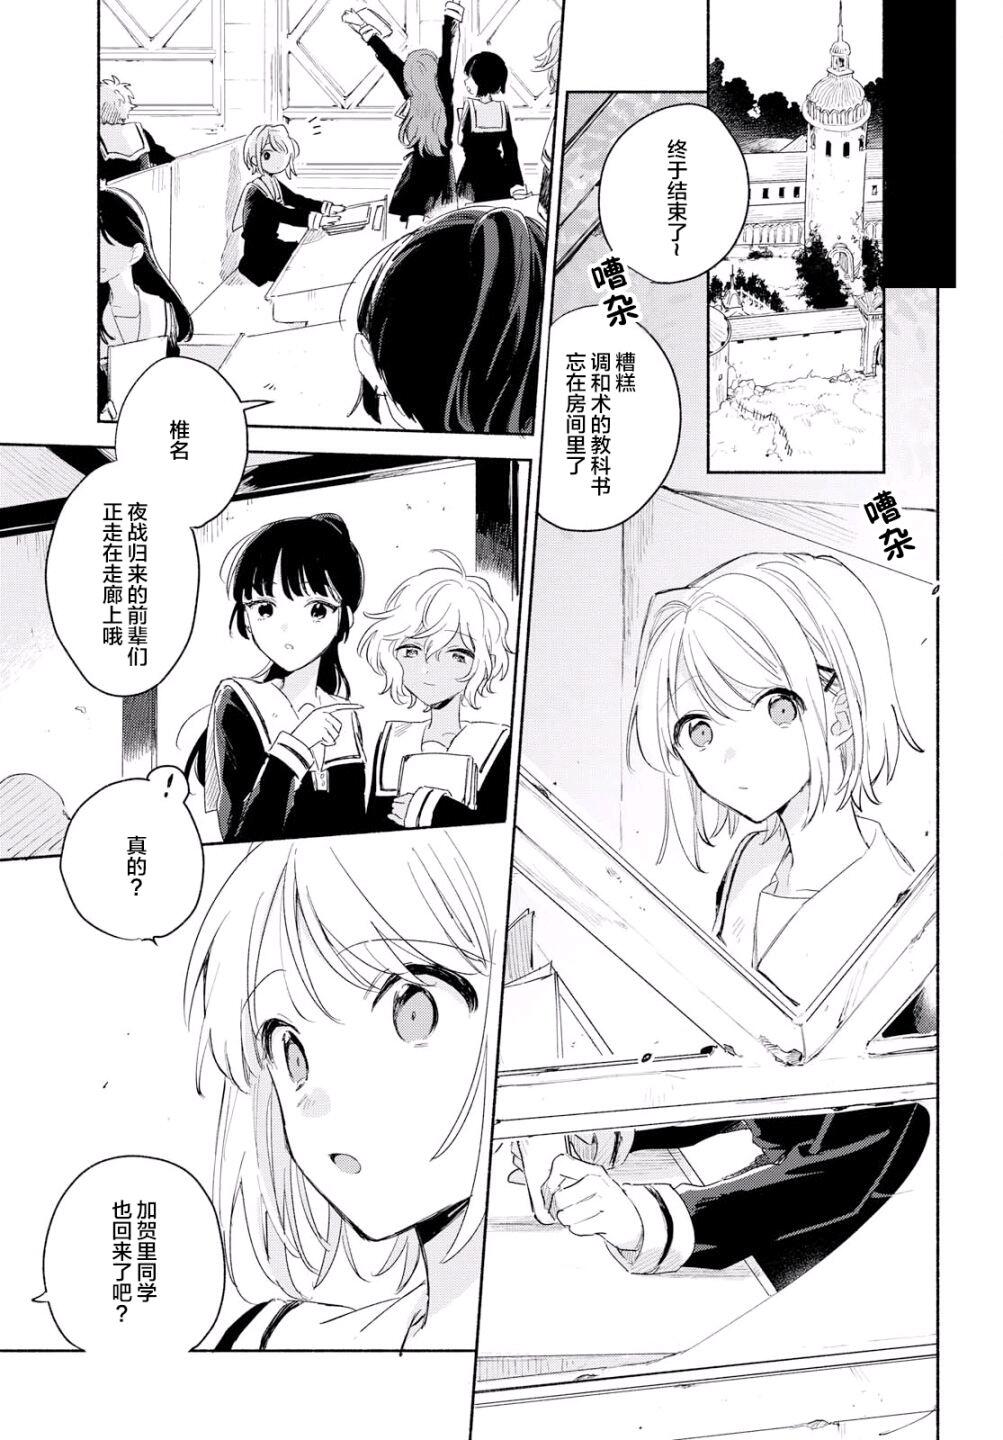 终于结束了~
嘈杂
糟糕
调和术的教科书
忘在房间里了
嘈杂
椎名
夜战归来的前辈们
正走在走廊上哦
真的？
加贺里同学
也回来了吧？